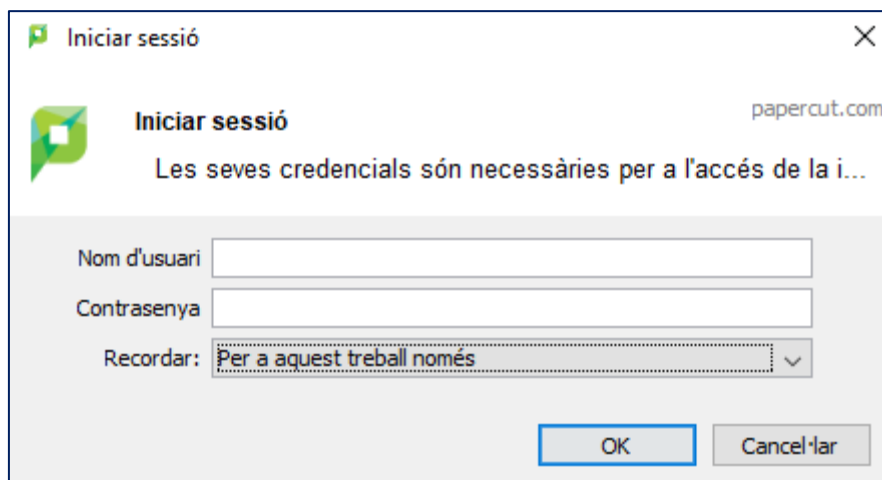 Iniciar sessió
papercut.com
Iniciar sessió
Les seves credencials són necessàries per a l'accés de la i...
Nom d'usuari
Contrasenya
Recordar: Per a aquest treball només
OK Cancel·lar